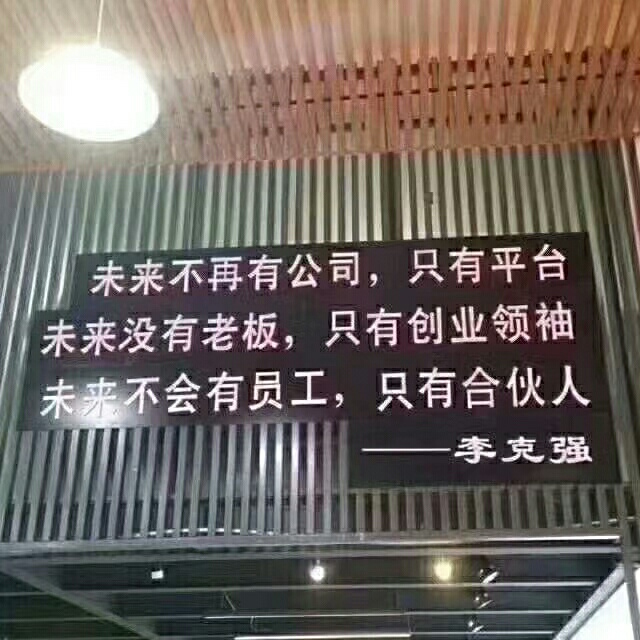 未来不再有公司，只有平台
未来没有老板，只有创业领袖
未来不会有员工，只有合伙人
——李克强